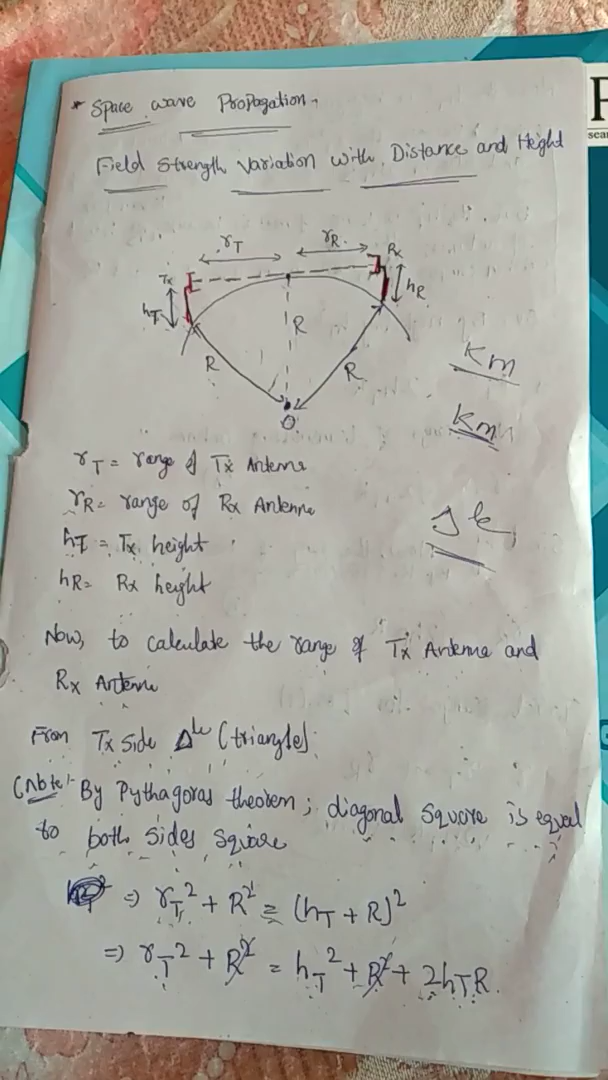 * Space wave Propagation -
Field Strength Variation with Distance and Height
rT
rR
Tx
Rx
hT
hR
R
R
R
O
Km
Km
rT = range of Tx Antenna
rR = range of Rx Antenna
hT = Tx height
hR = Rx height
Now, to calculate the range of Tx Antenna and
Rx Antenna
From Tx side Δle (triangle)
(Note:- By Pythagoras theorem; diagonal square is equal
to both sides square
⇒ rT² + R² = (hT + R)²
⇒ rT² + R² = hT² + R² + 2hTR.